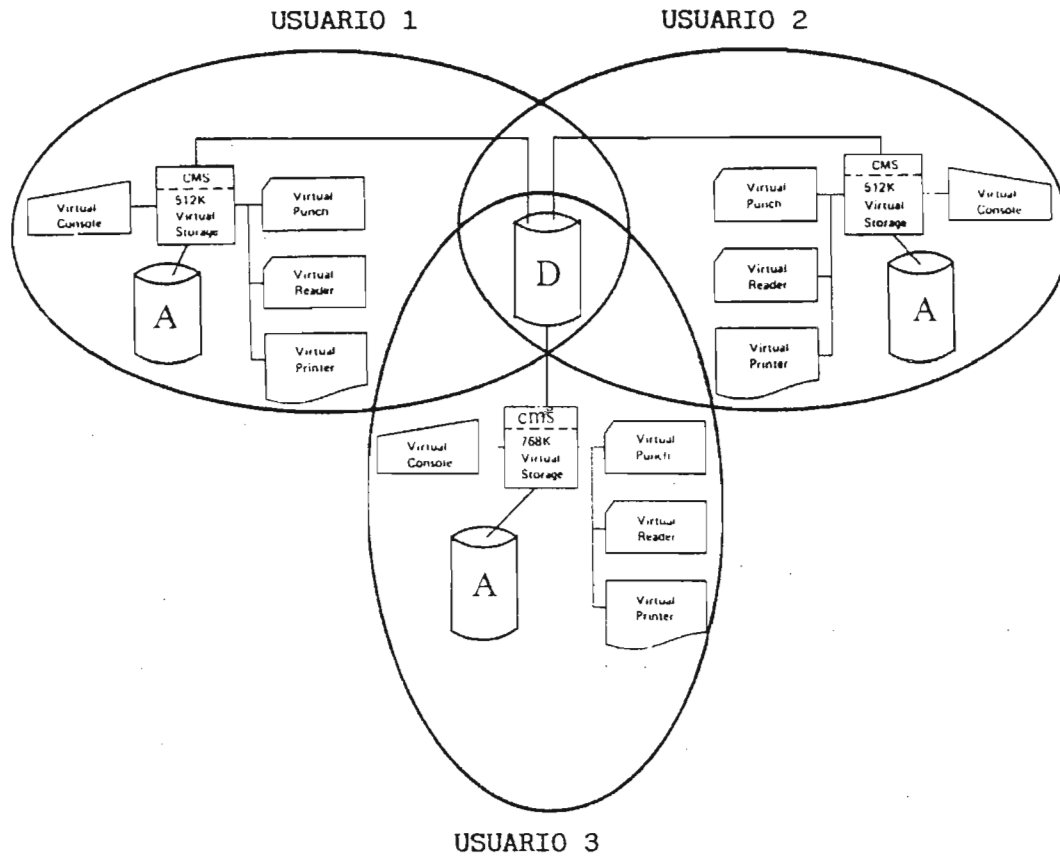 USUARIO 1
USUARIO 2
CMS
512K
Virtual
Storage
Virtual
Console
Virtual
Punch
Virtual
Reader
Virtual
Printer
A
D
CMS
512K
Virtual
Storage
Virtual
Console
Virtual
Punch
Virtual
Reader
Virtual
Printer
A
cms
768K
Virtual
Storage
Virtual
Console
Virtual
Punch
Virtual
Reader
Virtual
Printer
A
USUARIO 3